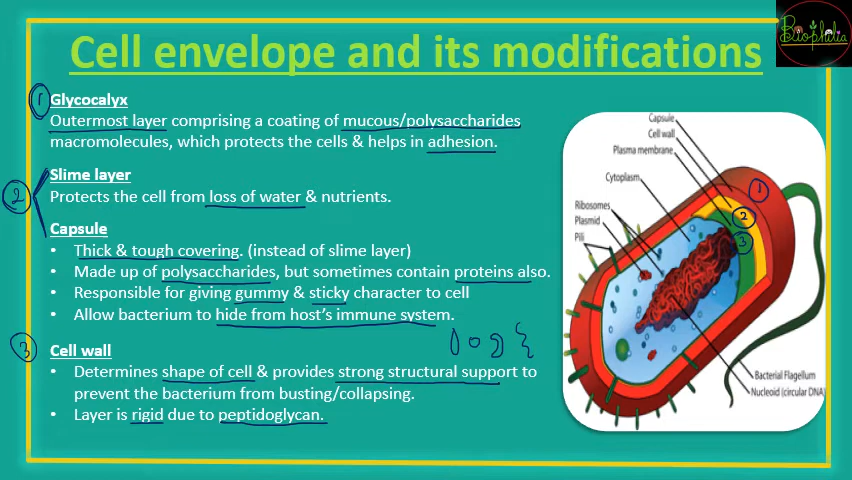 Biophilia
Cell envelope and its modifications
1
Glycocalyx
Outermost layer comprising a coating of mucous/polysaccharides
macromolecules, which protects the cells & helps in adhesion.
2
Slime layer
Protects the cell from loss of water & nutrients.
Capsule
• Thick & tough covering. (instead of slime layer)
• Made up of polysaccharides, but sometimes contain proteins also.
• Responsible for giving gummy & sticky character to cell
• Allow bacterium to hide from host's immune system.
3
Cell wall
• Determines shape of cell & provides strong structural support to
prevent the bacterium from busting/collapsing.
• Layer is rigid due to peptidoglycan.
Capsule
Cell wall
Plasma membrane
Cytoplasm
Ribosomes
Plasmid
Pili
1
2
3
Bacterial Flagellum
Nucleoid (circular DNA)